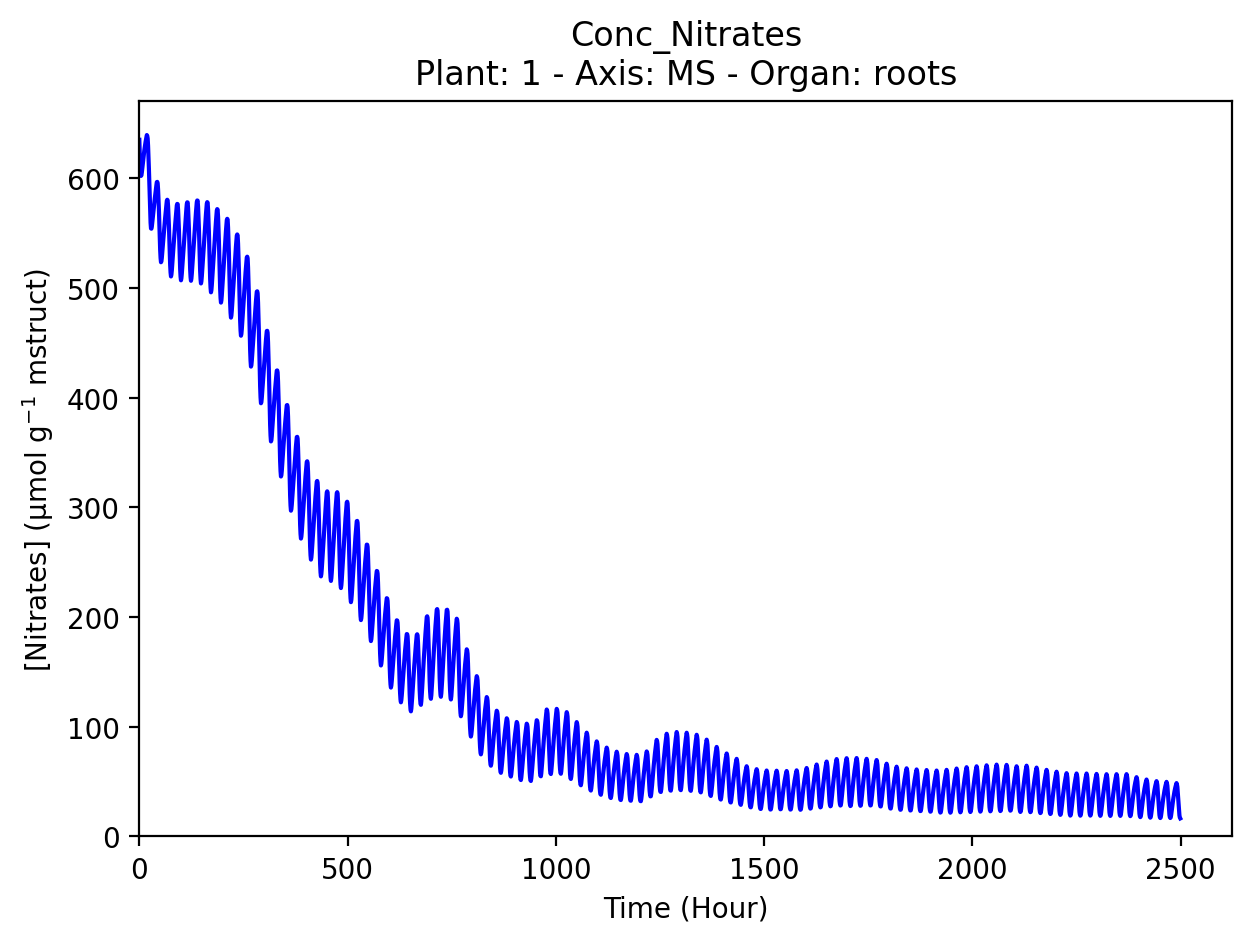 Conc_Nitrates
Plant: 1 - Axis: MS - Organ: roots
[Nitrates] (µmol g⁻¹ mstruct)
600
500
400
300
200
100
0
0 500 1000 1500 2000 2500
Time (Hour)